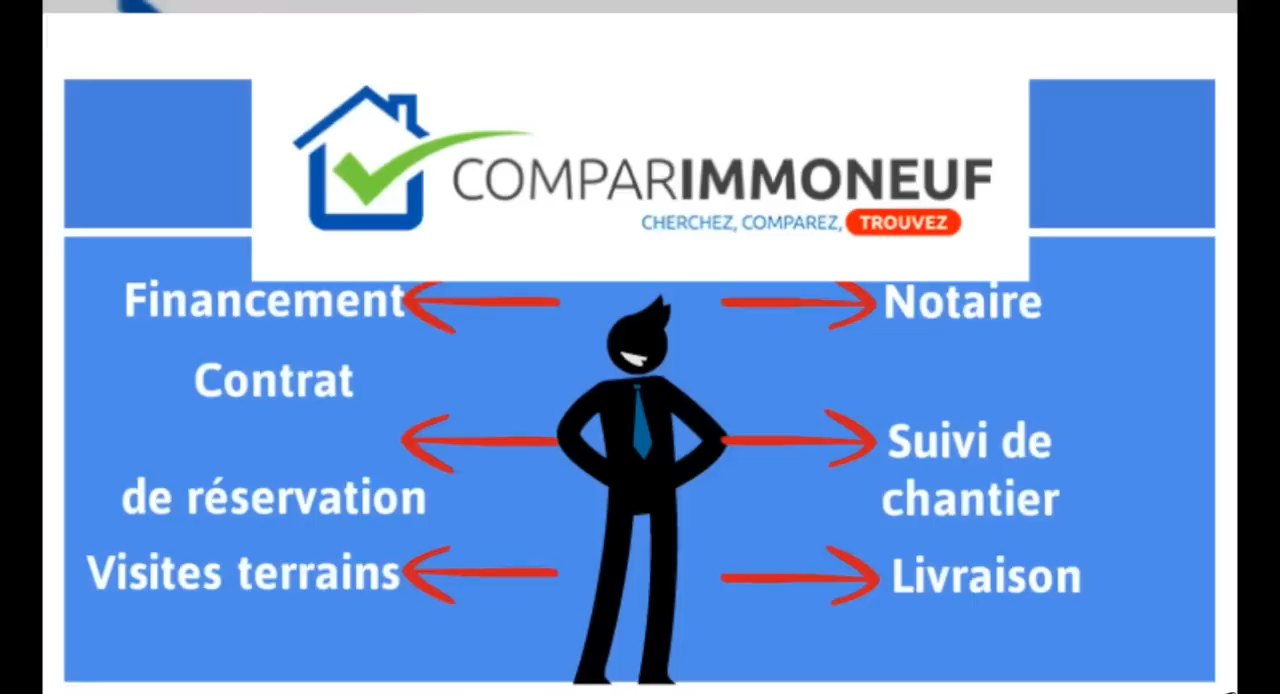 COMPARIMMONEUF
CHERCHEZ, COMPAREZ, TROUVEZ
Financement
Contrat
de réservation
Visites terrains
Notaire
Suivi de
chantier
Livraison